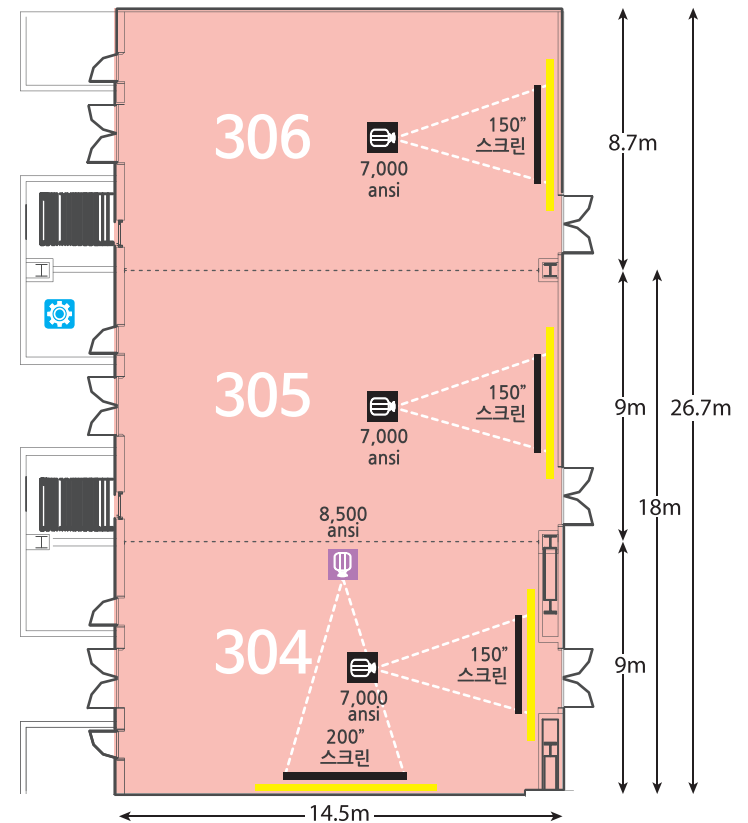 306
150”
스크린
7,000
ansi
8.7m
305
150”
스크린
7,000
ansi
9m
26.7m
18m
8,500
ansi
304
150”
스크린
7,000
ansi
9m
200”
스크린
14.5m